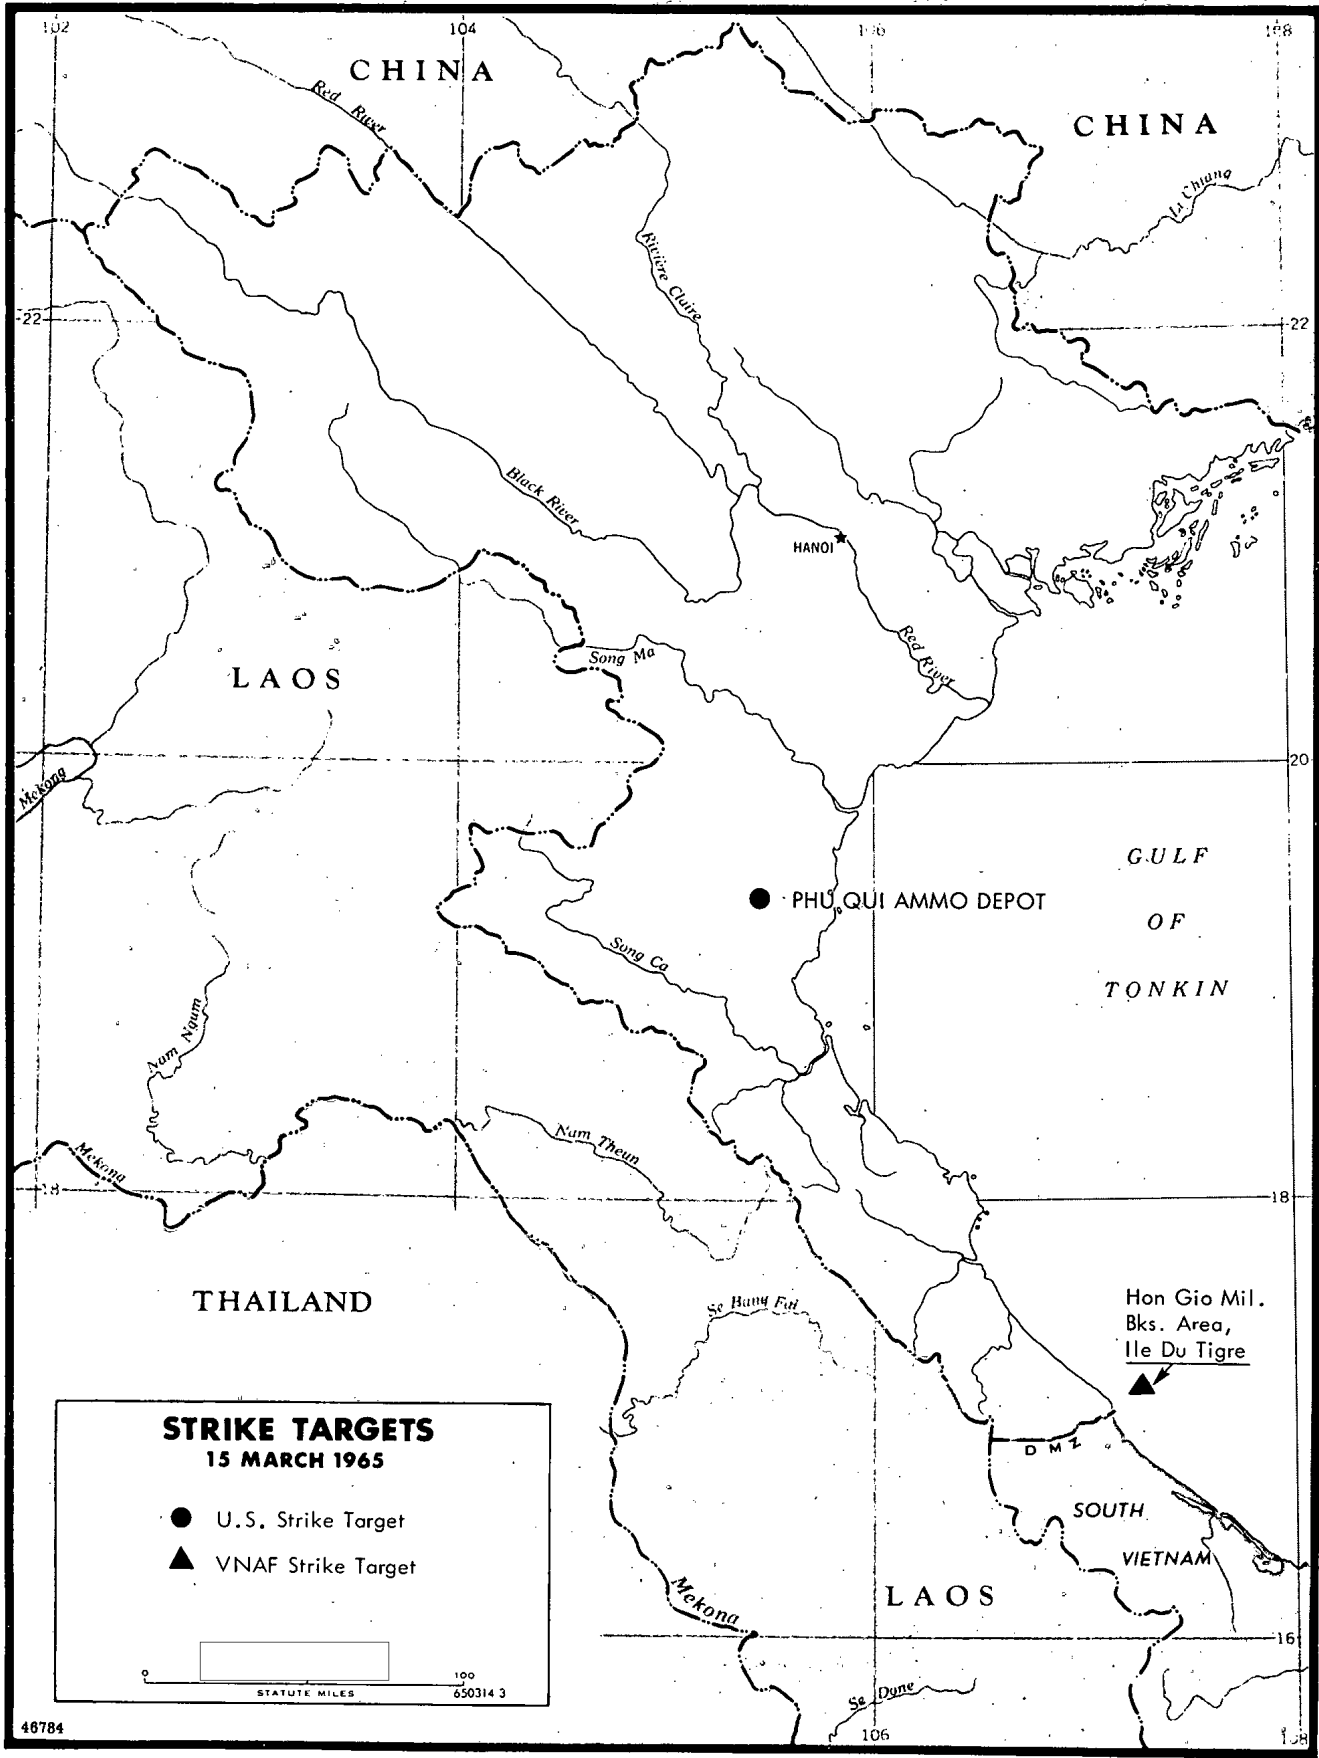 102
104
106
108
CHINA
CHINA
Red River
Li Chiang
Rivière Claire
22
22
Black River
HANOI
Red River
Song Ma
LAOS
Mekong
20
GULF
OF
TONKIN
PHU QUI AMMO DEPOT
Song Ca
Nam Ngum
Nam Theun
Mekong
18
18
THAILAND
Se Bang Fai
Hon Gio Mil.
Bks. Area,
Ile Du Tigre
DMZ
STRIKE TARGETS
15 MARCH 1965
U.S. Strike Target
VNAF Strike Target
0
100
STATUTE MILES
650314 3
SOUTH
VIETNAM
LAOS
Mekong
16
Se Done
46784
106
108